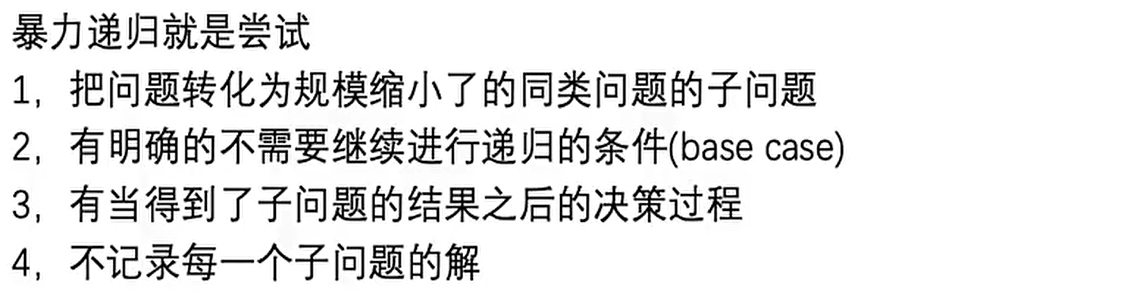 暴力递归就是尝试
1，把问题转化为规模缩小了的同类问题的子问题
2，有明确的不需要继续进行递归的条件(base case)
3，有当得到了子问题的结果之后的决策过程
4，不记录每一个子问题的解